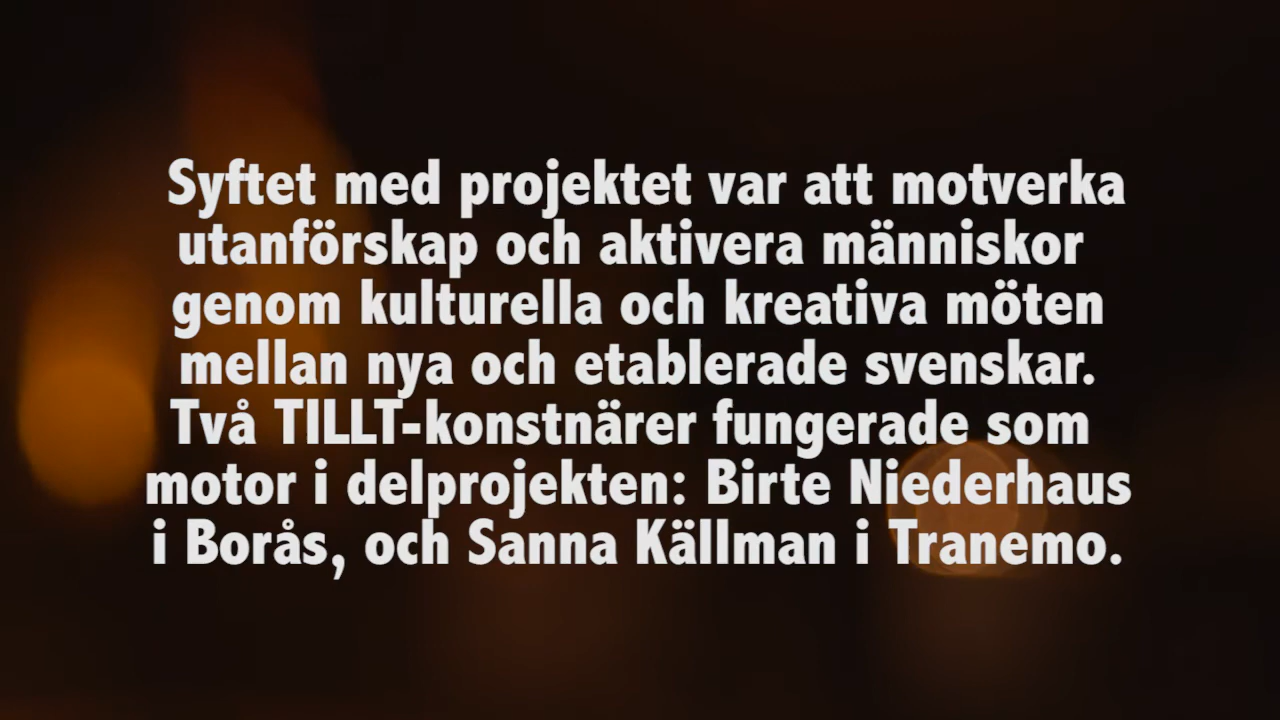 Syftet med projektet var att motverka
utanförskap och aktivera människor
genom kulturella och kreativa möten
mellan nya och etablerade svenskar.
Två TILLT-konstnärer fungerade som
motor i delprojekten: Birte Niederhaus
i Borås, och Sanna Källman i Tranemo.